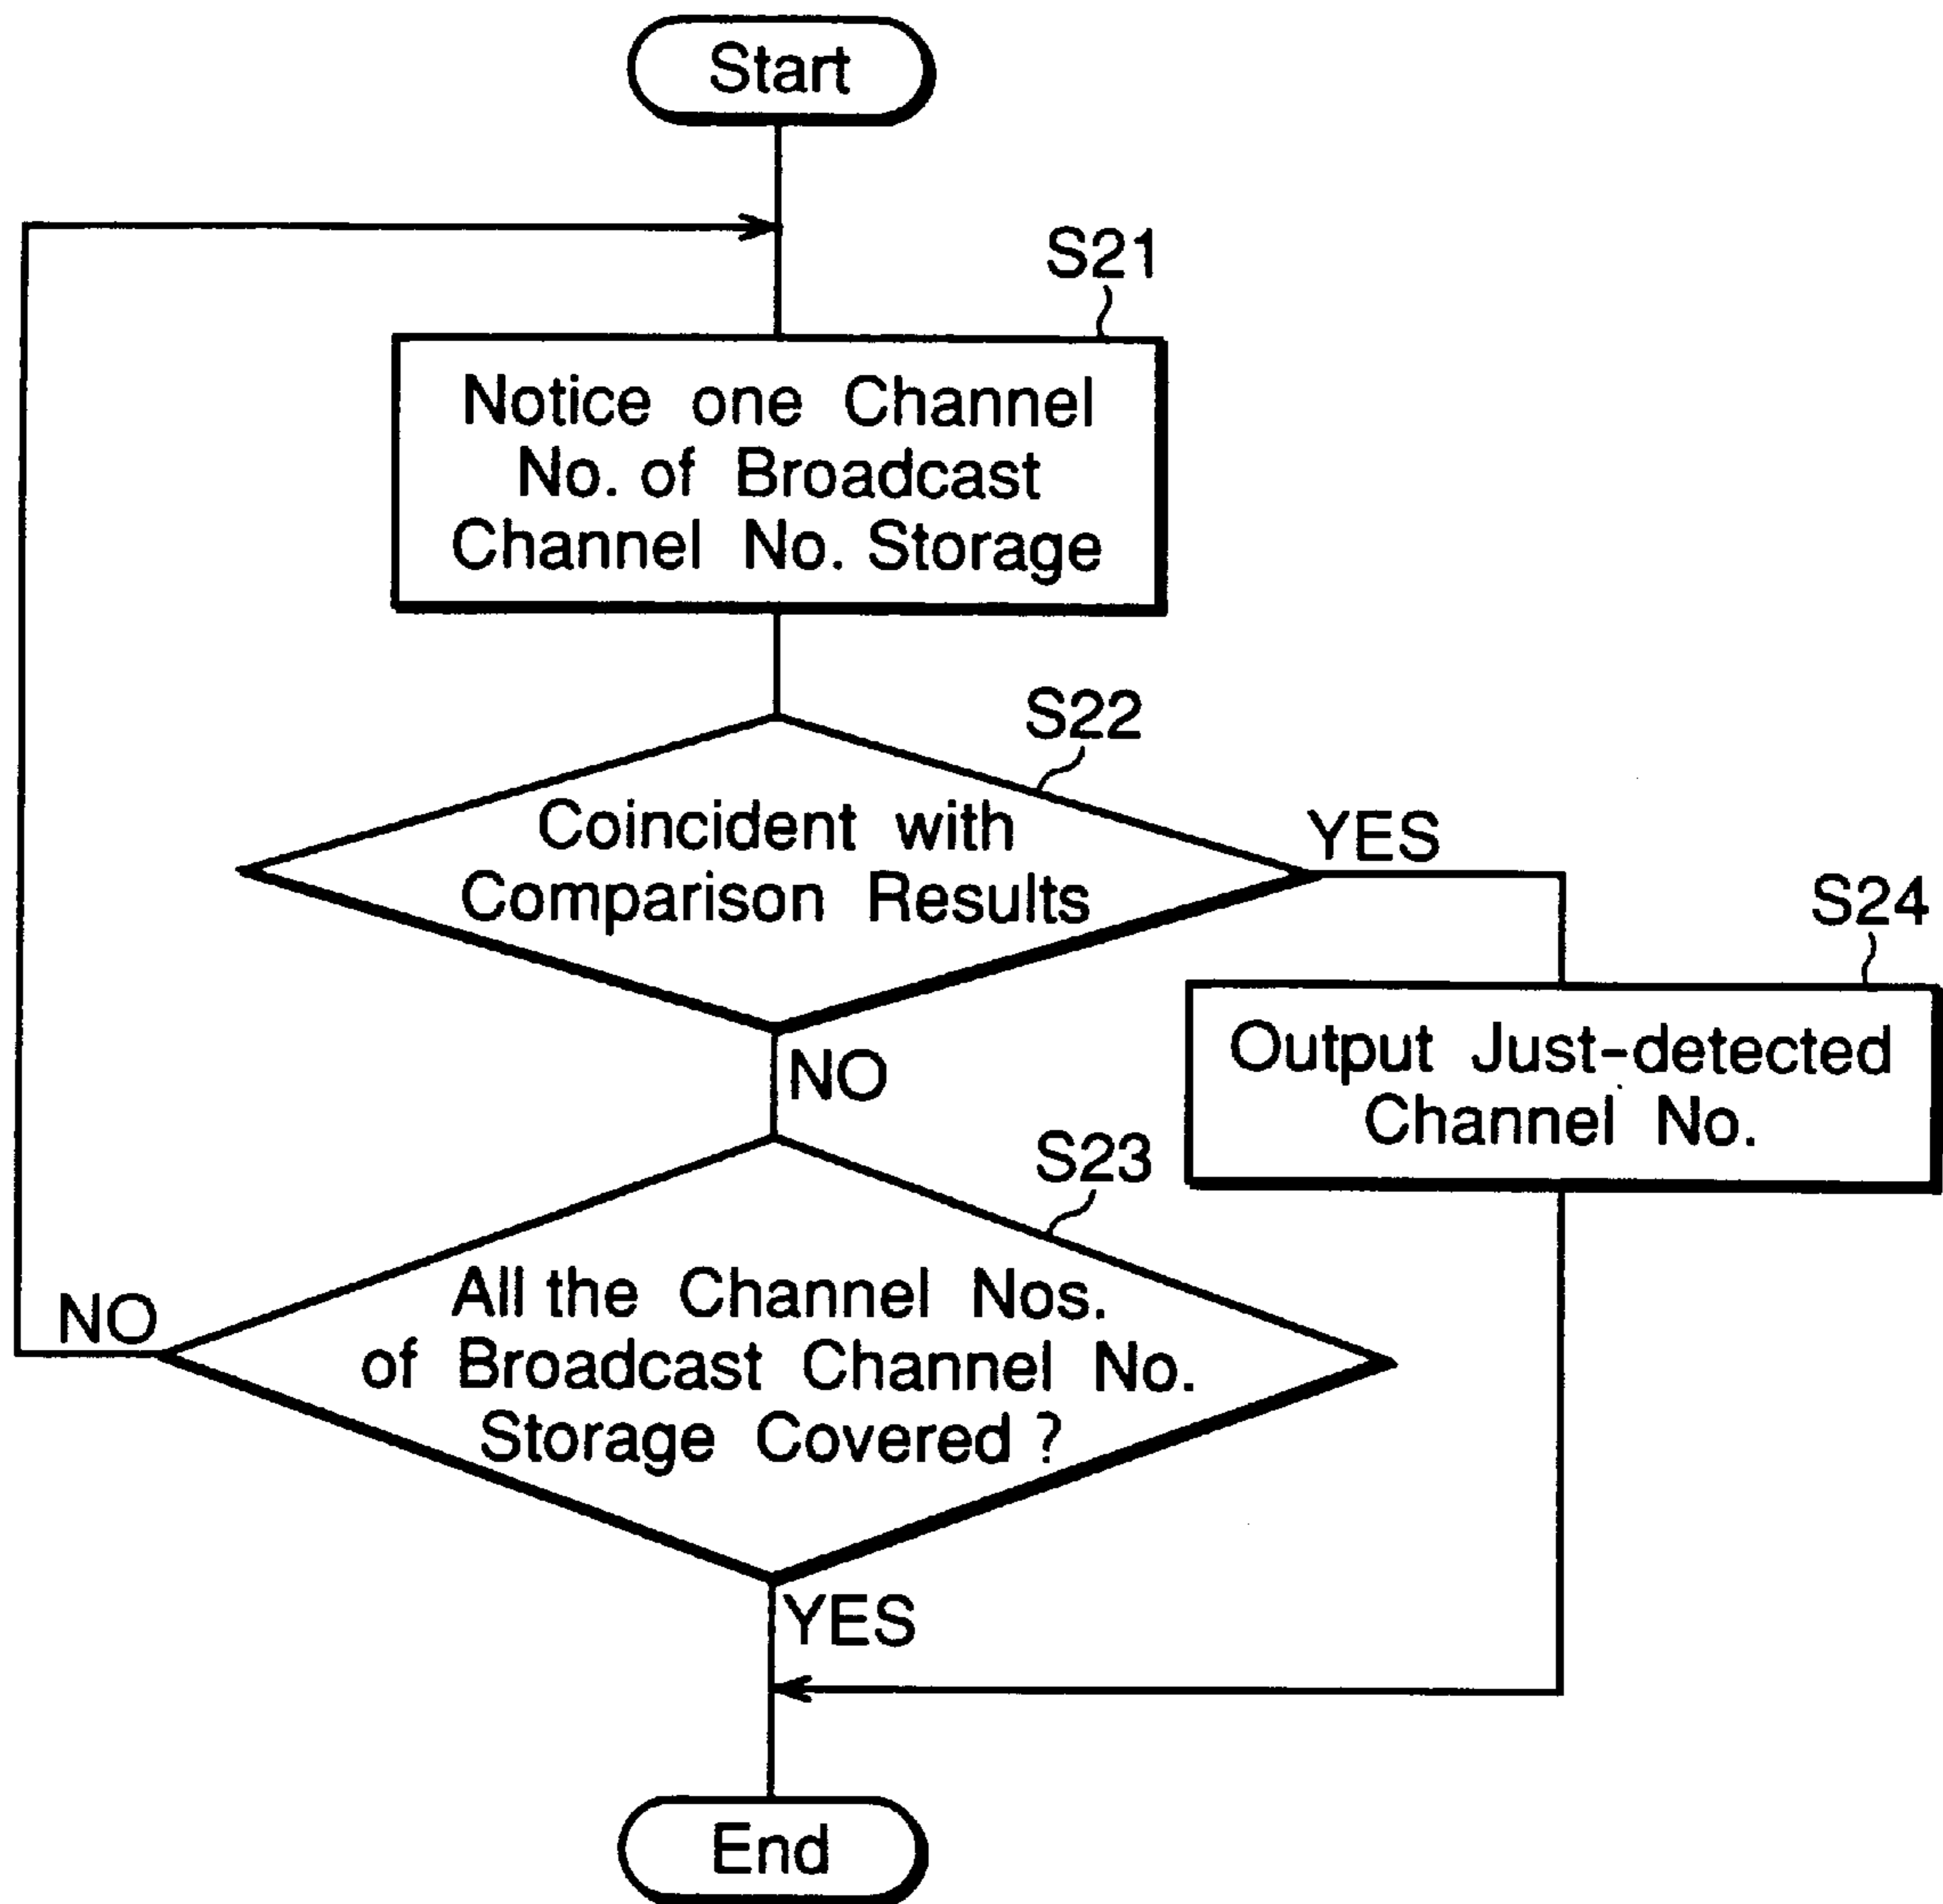 Start
S21
Notice one Channel
No. of Broadcast
Channel No. Storage
S22
Coincident with
Comparison Results
YES
S24
Output Just-detected
Channel No.
NO
S23
All the Channel Nos.
of Broadcast Channel No.
Storage Covered ?
NO
YES
End